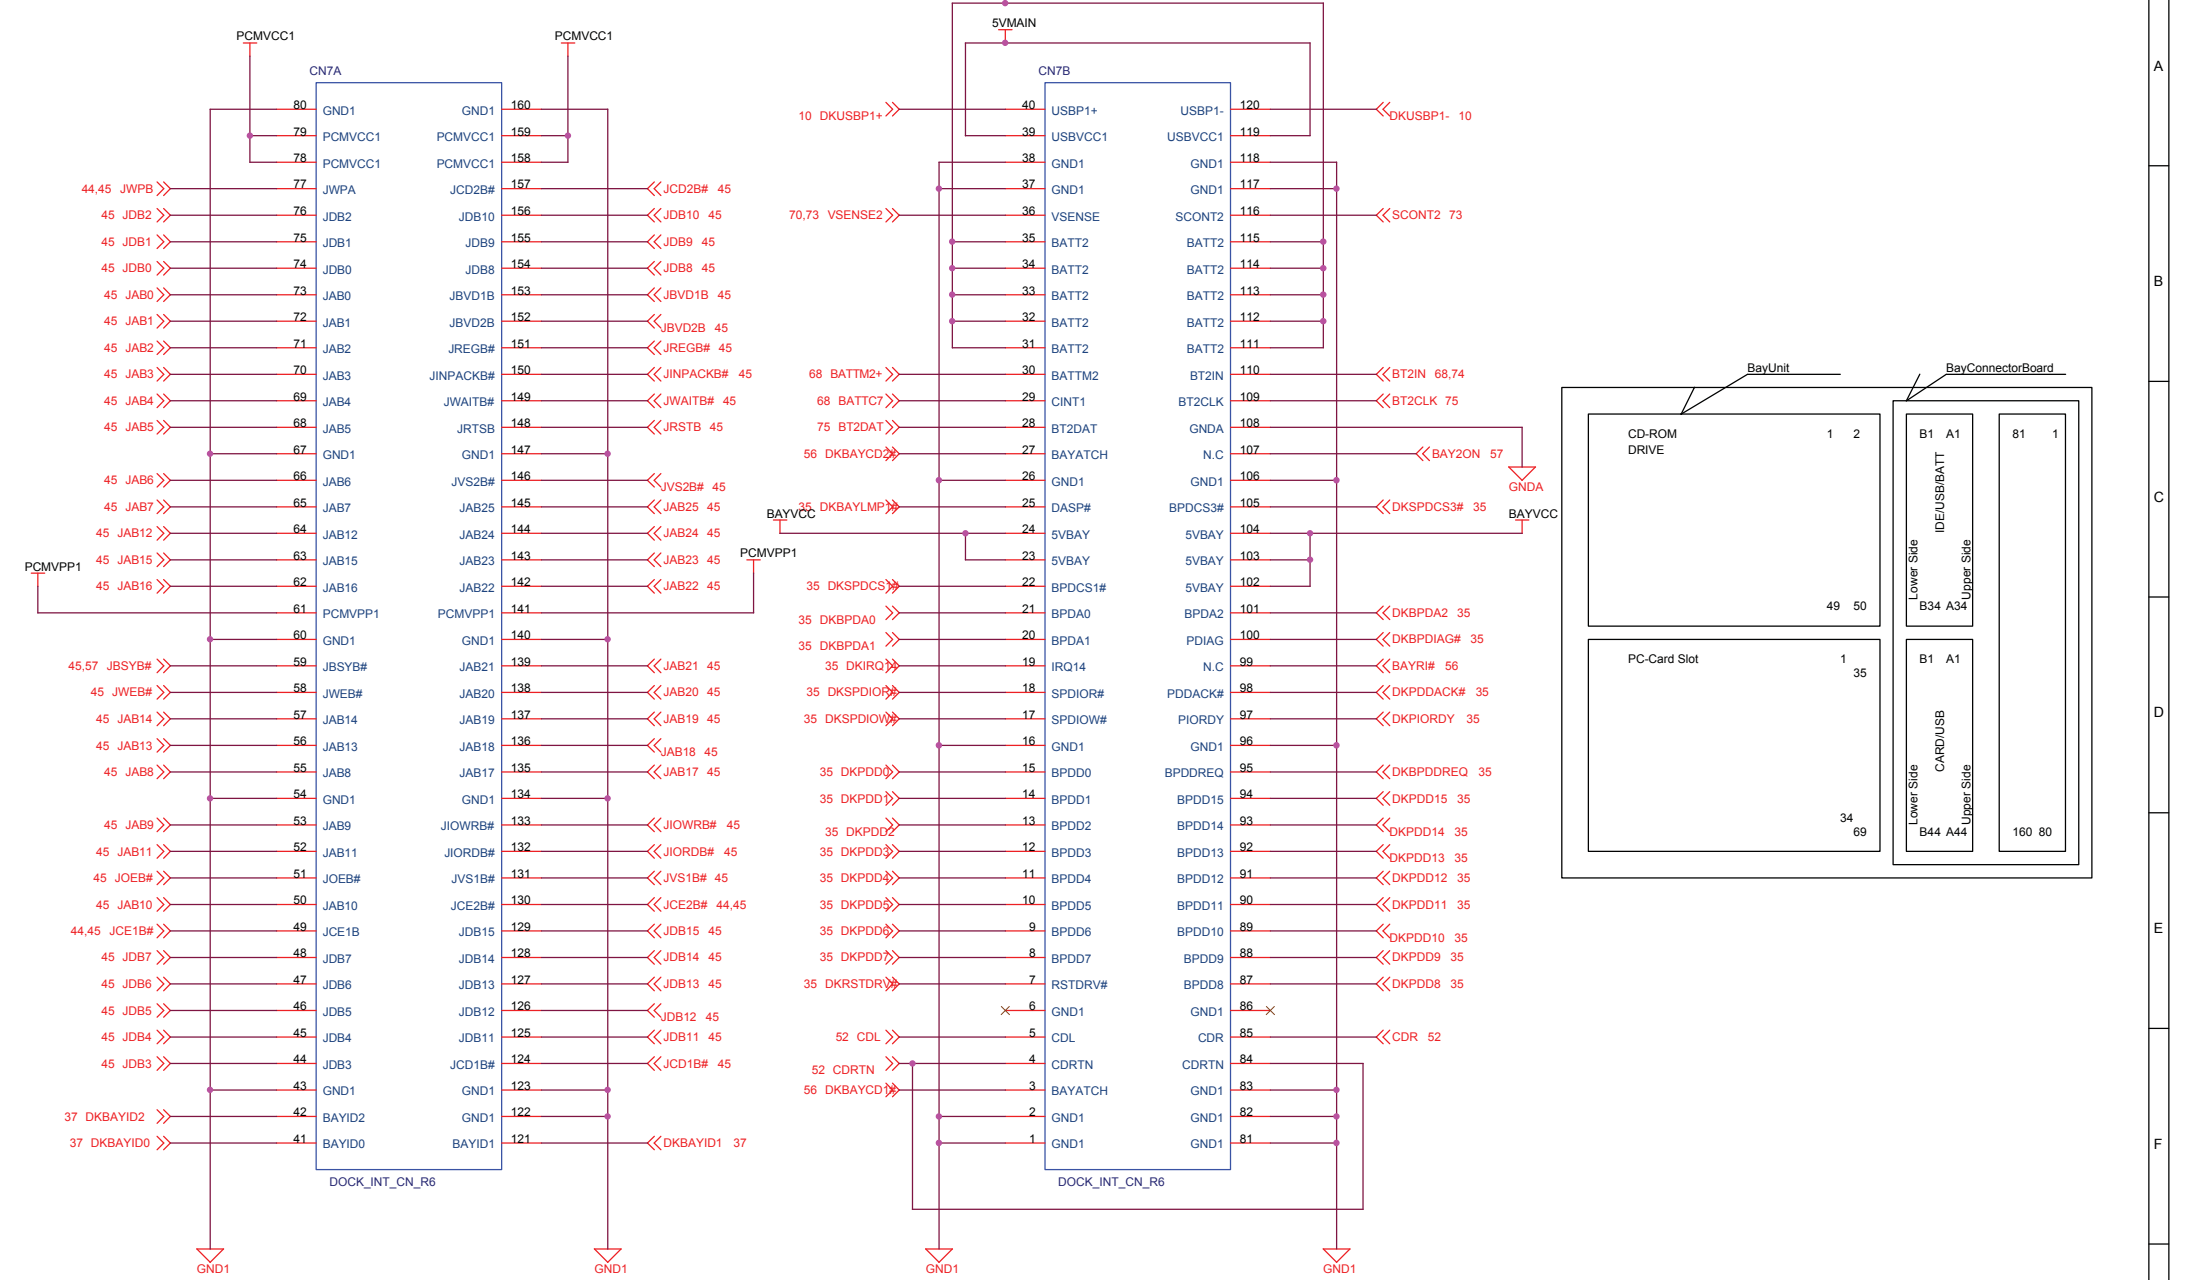 PCMVCC1 PCMVCC1
5VMAIN
CN7A
80 GND1 GND1 160
79 PCMVCC1 PCMVCC1 159
78 PCMVCC1 PCMVCC1 158
44,45 JWPB 77 JWPA JCD2B# 157 JCD2B# 45
45 JDB2 76 JDB2 JDB10 156 JDB10 45
45 JDB1 75 JDB1 JDB9 155 JDB9 45
45 JDB0 74 JDB0 JDB8 154 JDB8 45
45 JAB0 73 JAB0 JBVD1B 153 JBVD1B 45
45 JAB1 72 JAB1 JBVD2B 152 JBVD2B 45
45 JAB2 71 JAB2 JREGB# 151 JREGB# 45
45 JAB3 70 JAB3 JINPACKB# 150 JINPACKB# 45
45 JAB4 69 JAB4 JWAITB# 149 JWAITB# 45
45 JAB5 68 JAB5 JRTSB 148 JRSTB 45
67 GND1 GND1 147
45 JAB6 66 JAB6 JVS2B# 146 JVS2B# 45
45 JAB7 65 JAB7 JAB25 145 JAB25 45
45 JAB12 64 JAB12 JAB24 144 JAB24 45
45 JAB15 63 JAB15 JAB23 143 JAB23 45
PCMVPP1 PCMVPP1
45 JAB16 62 JAB16 JAB22 142 JAB22 45
61 PCMVPP1 PCMVPP1 141
60 GND1 GND1 140
45,57 JBSYB# 59 JBSYB# JAB21 139 JAB21 45
45 JWEB# 58 JWEB# JAB20 138 JAB20 45
45 JAB14 57 JAB14 JAB19 137 JAB19 45
45 JAB13 56 JAB13 JAB18 136 JAB18 45
45 JAB8 55 JAB8 JAB17 135 JAB17 45
54 GND1 GND1 134
45 JAB9 53 JAB9 JIOWRB# 133 JIOWRB# 45
45 JAB11 52 JAB11 JIORDB# 132 JIORDB# 45
45 JOEB# 51 JOEB# JVS1B# 131 JVS1B# 45
45 JAB10 50 JAB10 JCE2B# 130 JCE2B# 44,45
44,45 JCE1B# 49 JCE1B JDB15 129 JDB15 45
45 JDB7 48 JDB7 JDB14 128 JDB14 45
45 JDB6 47 JDB6 JDB13 127 JDB13 45
45 JDB5 46 JDB5 JDB12 126 JDB12 45
45 JDB4 45 JDB4 JDB11 125 JDB11 45
45 JDB3 44 JDB3 JCD1B# 124 JCD1B# 45
43 GND1 GND1 123
37 DKBAYID2 42 BAYID2 GND1 122
37 DKBAYID0 41 BAYID0 BAYID1 121 DKBAYID1 37
DOCK_INT_CN_R6
GND1 GND1
CN7B
10 DKUSBP1+ 40 USBP1+ USBP1- 120 DKUSBP1- 10
39 USBVCC1 USBVCC1 119
38 GND1 GND1 118
37 GND1 GND1 117
70,73 VSENSE2 36 VSENSE SCONT2 116 SCONT2 73
35 BATT2 BATT2 115
34 BATT2 BATT2 114
33 BATT2 BATT2 113
32 BATT2 BATT2 112
31 BATT2 BATT2 111
68 BATTM2+ 30 BATTM2 BT2IN 110 BT2IN 68,74
68 BATTC7 29 CINT1 BT2CLK 109 BT2CLK 75
75 BT2DAT 28 BT2DAT GNDA 108
56 DKBAYCD2# 27 BAYATCH N.C 107 BAY2ON 57
26 GND1 GND1 106
GNDA
35 DKBAYLMP1# 25 DASP# BPDCS3# 105 DKSPDCS3# 35
BAYVCC BAYVCC
24 5VBAY 5VBAY 104
23 5VBAY 5VBAY 103
35 DKSPDCS1# 22 BPDCS1# 5VBAY 102
35 DKBPDA0 21 BPDA0 BPDA2 101 DKBPDA2 35
35 DKBPDA1 20 BPDA1 PDIAG 100 DKBPDIAG# 35
35 DKIRQ14 19 IRQ14 N.C 99 BAYRI# 56
35 DKSPDIOR# 18 SPDIOR# PDDACK# 98 DKPDDACK# 35
35 DKSPDIOW# 17 SPDIOW# PIORDY 97 DKPIORDY 35
16 GND1 GND1 96
35 DKPDD0 15 BPDD0 BPDDREQ 95 DKBPDDREQ 35
35 DKPDD1 14 BPDD1 BPDD15 94 DKPDD15 35
35 DKPDD2 13 BPDD2 BPDD14 93 DKPDD14 35
35 DKPDD3 12 BPDD3 BPDD13 92 DKPDD13 35
35 DKPDD4 11 BPDD4 BPDD12 91 DKPDD12 35
35 DKPDD5 10 BPDD5 BPDD11 90 DKPDD11 35
35 DKPDD6 9 BPDD6 BPDD10 89 DKPDD10 35
35 DKPDD7 8 BPDD7 BPDD9 88 DKPDD9 35
35 DKRSTDRV# 7 RSTDRV# BPDD8 87 DKPDD8 35
6 GND1 GND1 86
52 CDL 5 CDL CDR 85 CDR 52
52 CDRTN 4 CDRTN CDRTN 84
56 DKBAYCD1# 3 BAYATCH GND1 83
2 GND1 GND1 82
1 GND1 GND1 81
DOCK_INT_CN_R6
GND1 GND1
BayUnit BayConnectorBoard
CD-ROM 1 2 B1 A1 81 1
DRIVE
IDE/USB/BATT
Lower Side
Upper Side
49 50 B34 A34
PC-Card Slot 1 B1 A1
35
CARD/USB
Lower Side
Upper Side
34
69 B44 A44 160 80
A
B
C
D
E
F